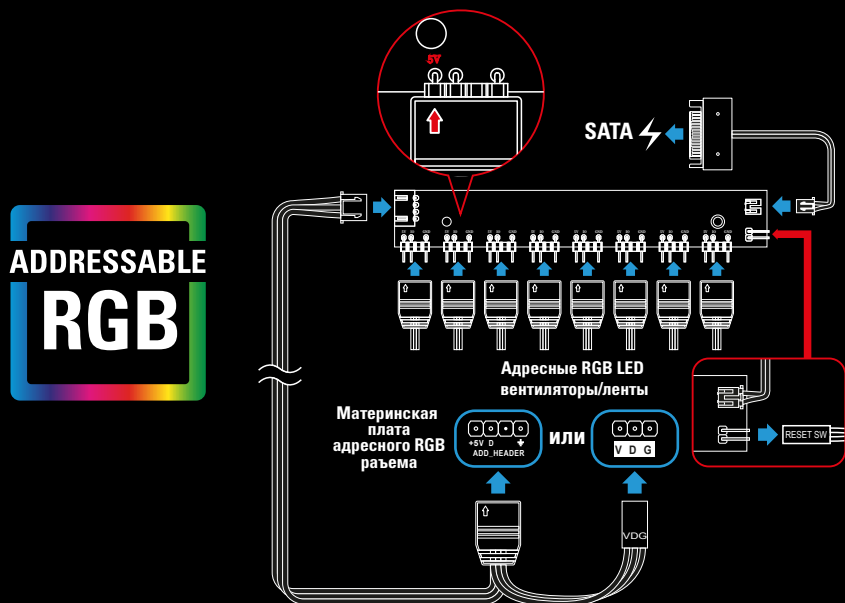 5V
SATA
ADDRESSABLE
RGB
Адресные RGB LED
вентиляторы/ленты
Материнская
плата
адресного RGB
раъема
+5V D
ADD_HEADER
или
V D G
RESET SW
VDG